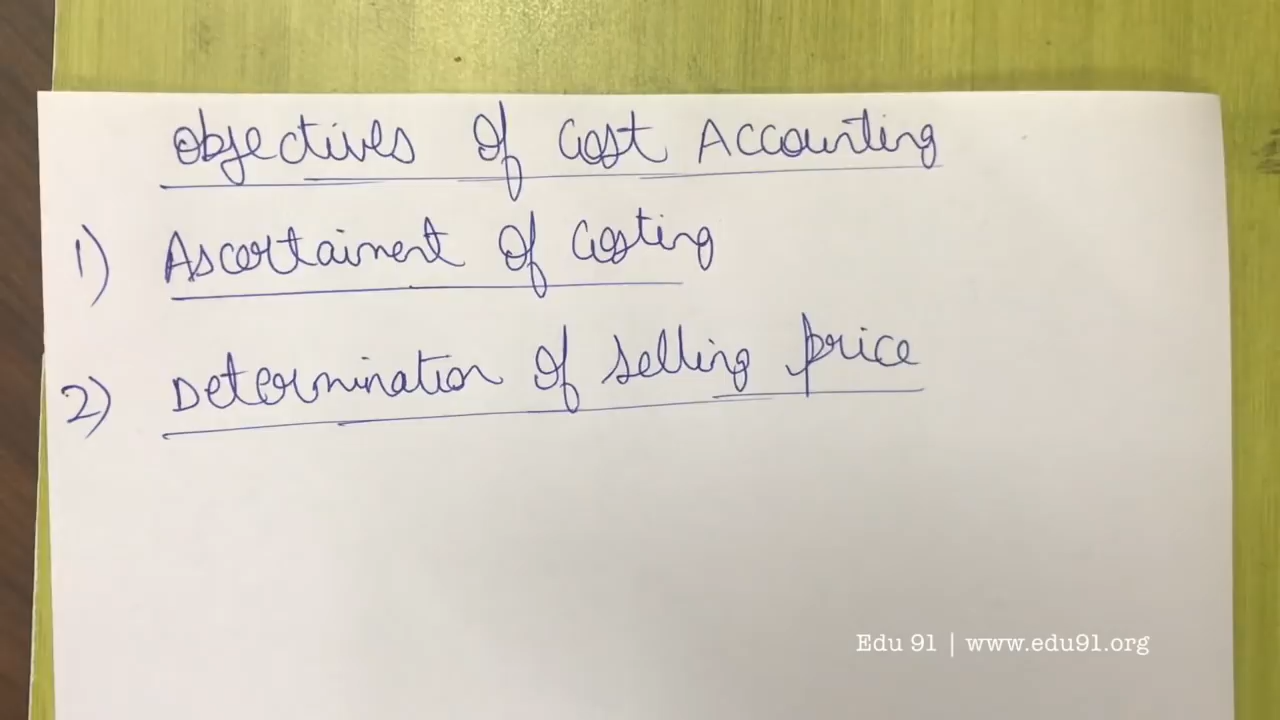 Objectives Of Cost Accounting
1) Ascertainment Of Costing
2) Determination Of selling price
Edu 91 | www.edu91.org